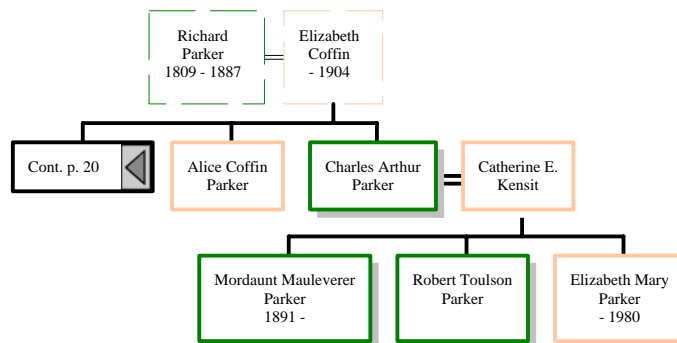 Richard
Parker
1809 - 1887
Elizabeth
Coffin
- 1904
Cont. p. 20
Alice Coffin
Parker
Charles Arthur
Parker
Catherine E.
Kensit
Mordaunt Mauleverer
Parker
1891 -
Robert Toulson
Parker
Elizabeth Mary
Parker
- 1980